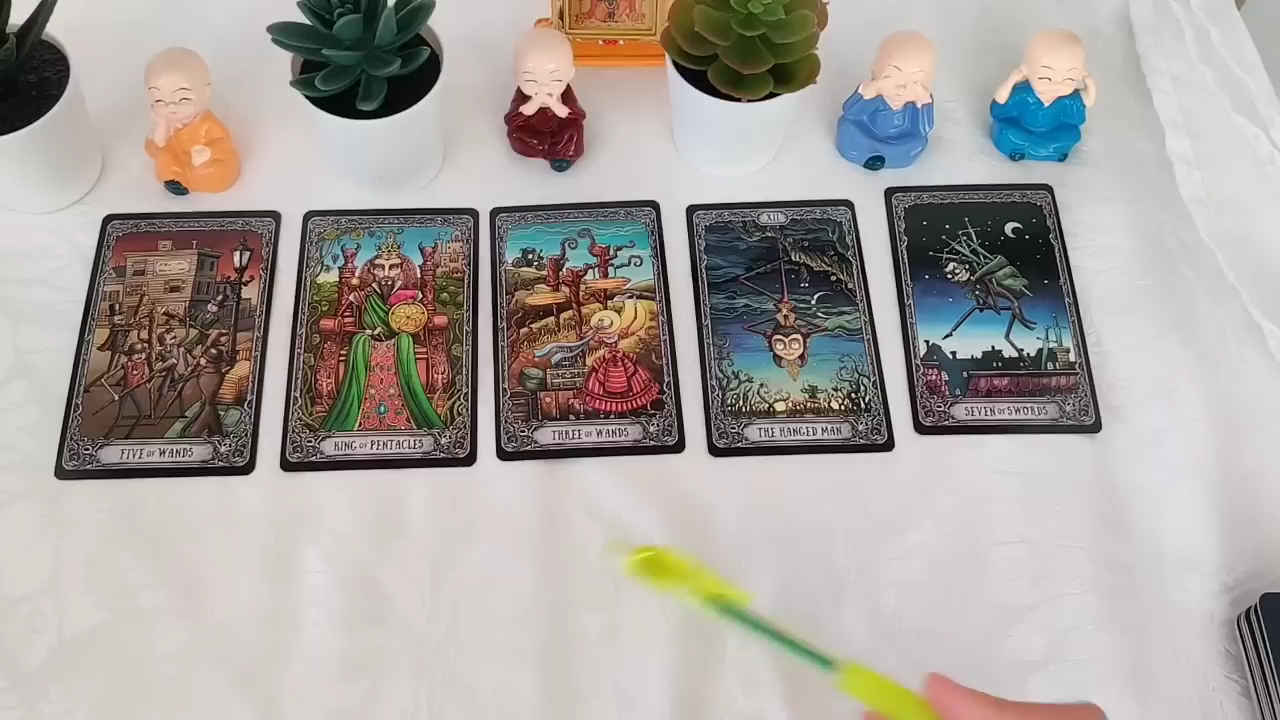 FIVE OF WANDS
KING OF PENTACLES
THREE OF WANDS
XII
THE HANGED MAN
SEVEN OF SWORDS